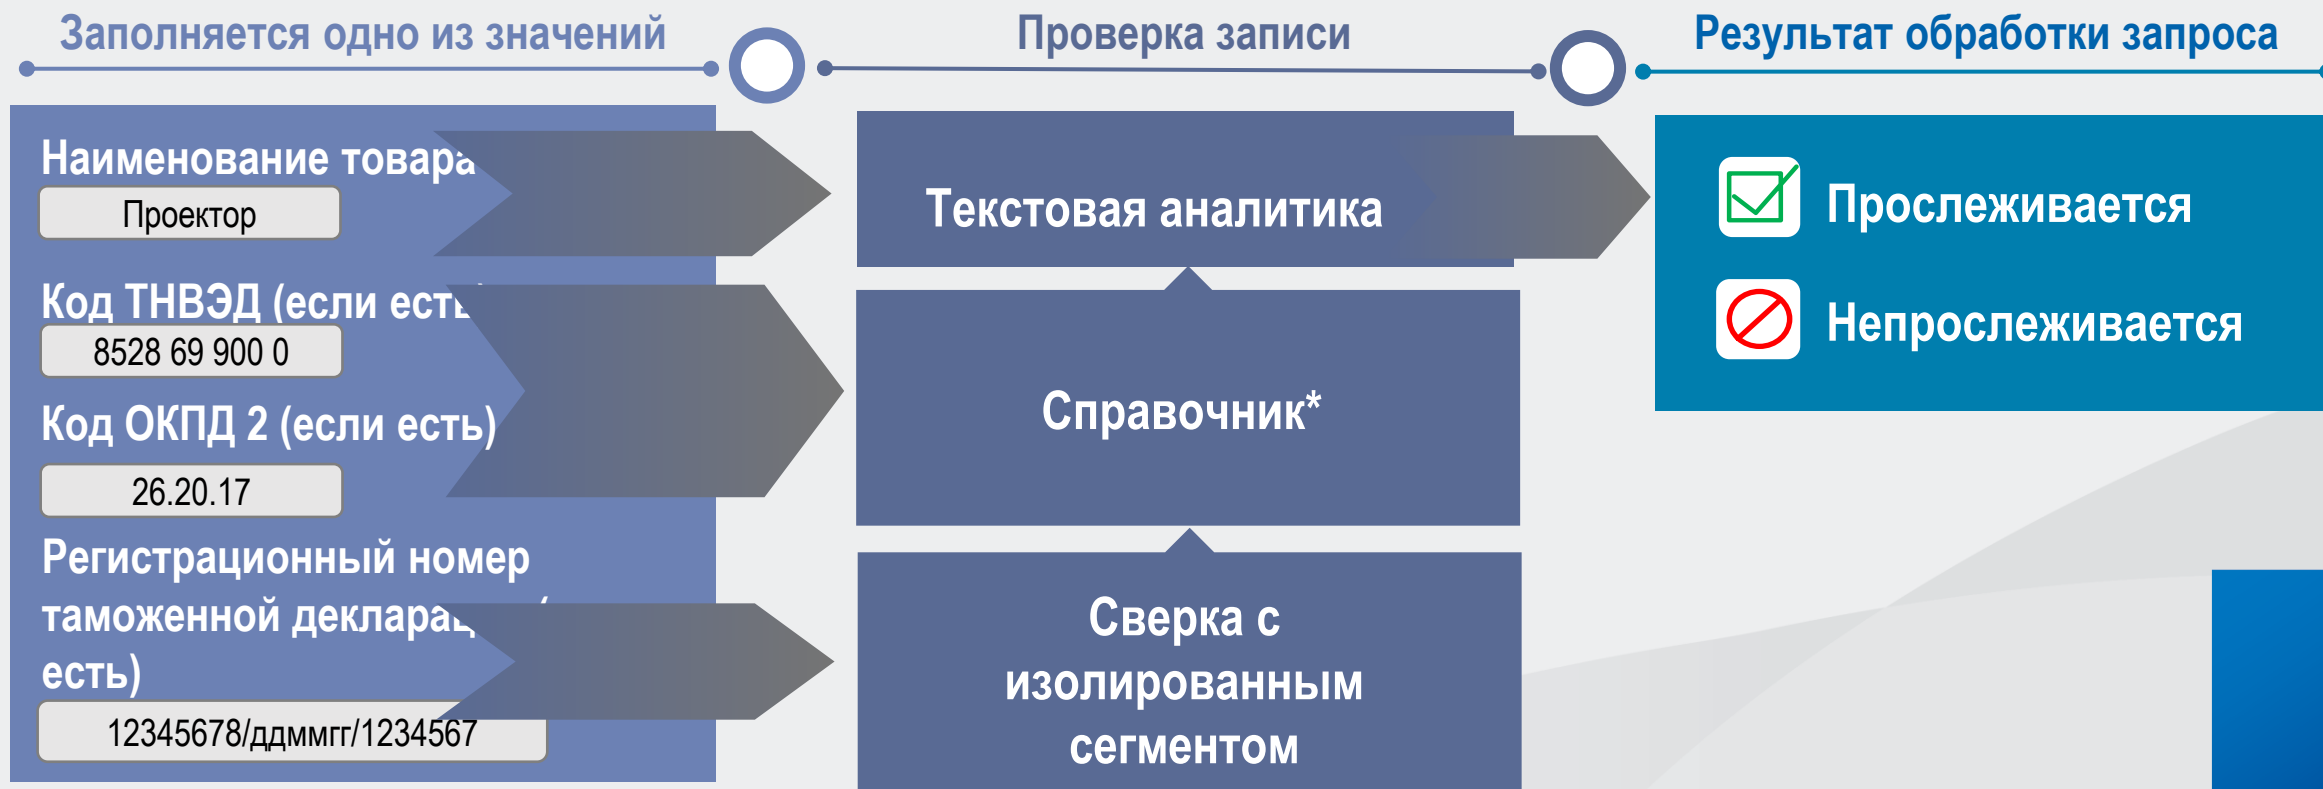 Заполняется одно из значений
Проверка записи
Результат обработки запроса
Наименование товара
Проектор
Код ТНВЭД (если есть)
8528 69 900 0
Код ОКПД 2 (если есть)
26.20.17
Регистрационный номер
таможенной декларац (
есть)
12345678/ддммгг/1234567
Текстовая аналитика
Справочник*
Сверка с
изолированным
сегментом
Прослеживается
Непрослеживается